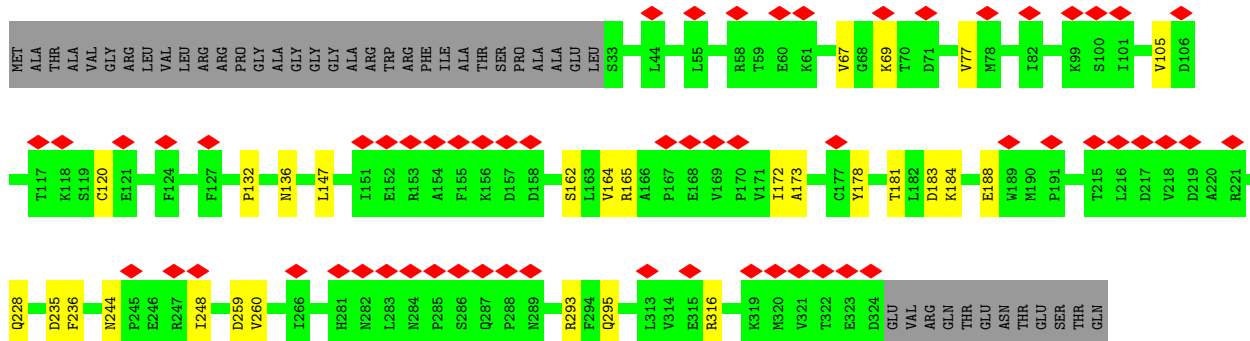 MET ALA THR ALA VAL GLY ARG LEU VAL LEU ARG ARG PRO GLY ALA GLY GLY GLY ALA ARG TRP ARG PHE ILE ALA THR SER PRO ALA ALA GLU LEU S33 L44 L55 R58 T59 E60 K61 V67 G68 K69 T70 D71 V77 M78 I82 K99 S100 I101 V105 D106
T117 K118 S119 C120 E121 F124 F127 P132 N136 L147 I151 E152 R153 A154 F155 K156 D157 D158 S162 L163 V164 R165 A166 P167 E168 V169 P170 V171 I172 A173 C177 Y178 T181 L182 D183 K184 E188 W189 M190 P191 T215 L216 D217 V218 D219 A220 R221
Q228 D235 F236 N244 P245 E246 R247 I248 D259 V260 I266 H281 N282 L283 N284 P285 S286 Q287 P288 N289 R293 F294 Q295 L313 V314 E315 R316 K319 M320 V321 T322 E323 D324 GLU VAL ARG GLN THR GLU ASN THR GLU SER THR GLN